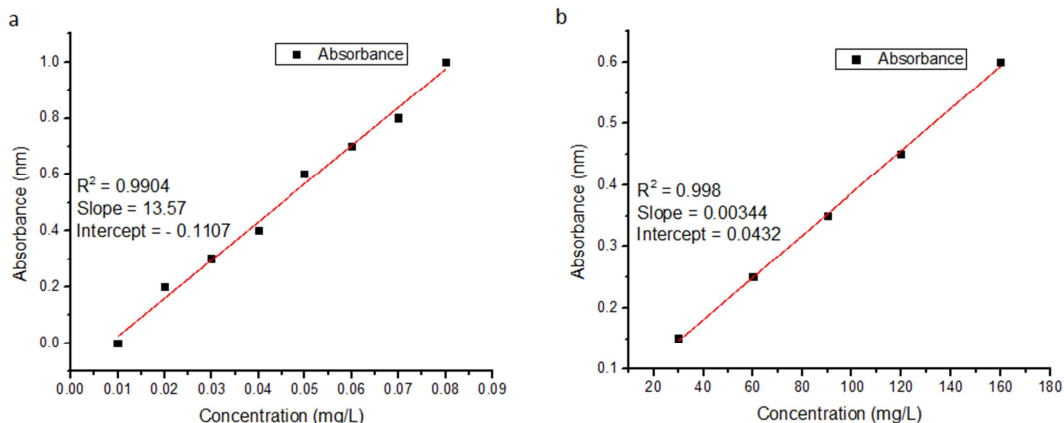 a
Absorbance
1.0
0.8
0.6
0.4
0.2
0.0
Absorbance (nm)
R² = 0.9904
Slope = 13.57
Intercept = - 0.1107
0.00 0.01 0.02 0.03 0.04 0.05 0.06 0.07 0.08 0.09
Concentration (mg/L)
b
Absorbance
0.6
0.5
0.4
0.3
0.2
0.1
Absorbance (nm)
R² = 0.998
Slope = 0.00344
Intercept = 0.0432
20 40 60 80 100 120 140 160 180
Concentration (mg/L)